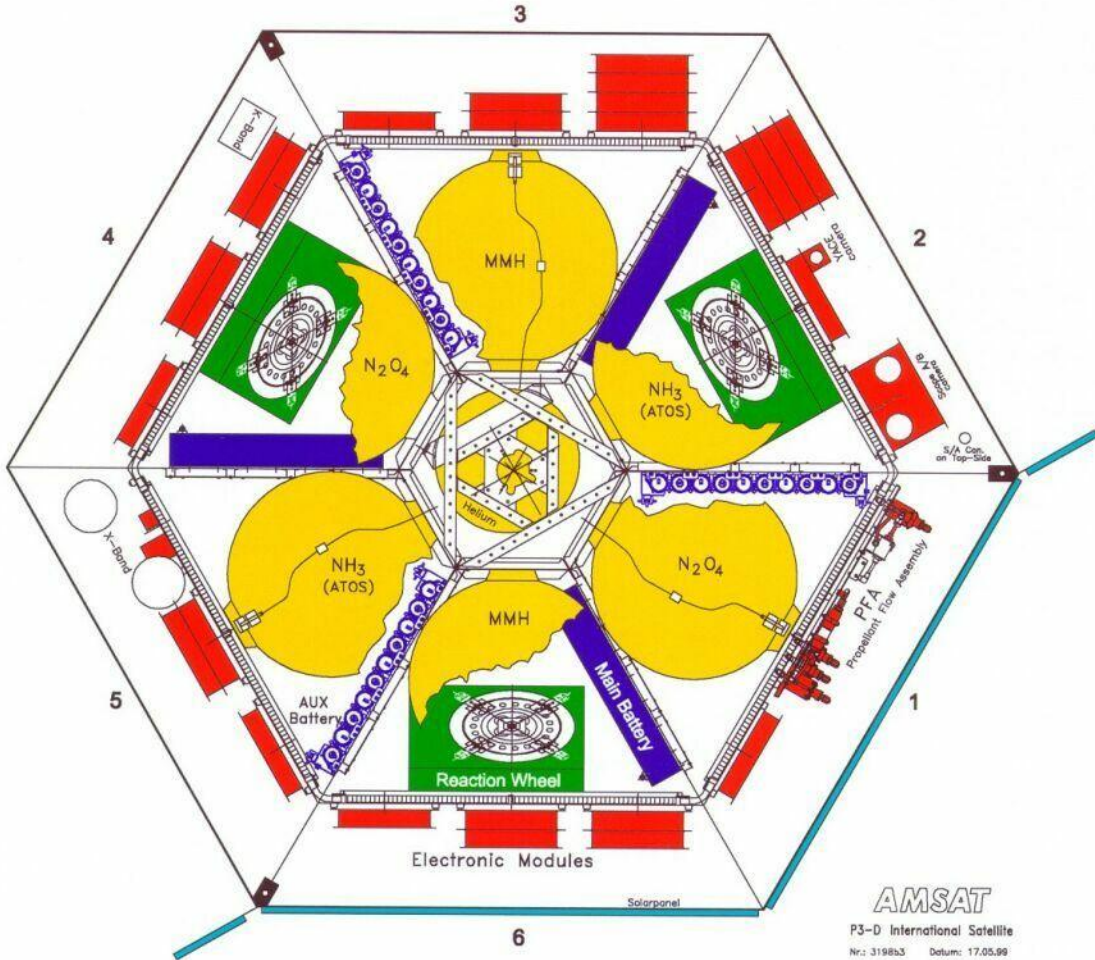 3
K-Band
4
2
YACE
camera
MMH
N2O4
NH3
(ATOS)
Scope A/B
camera
S/A Con.
on Top-Side
Helium
X-Band
NH3
(ATOS)
N2O4
MMH
PFA
Propellant Flow Assembly
5
AUX
Battery
Main Battery
1
Reaction Wheel
Electronic Modules
Solarpanel
6
AMSAT
P3-D International Satellite
Nr.: 319853 Datum: 17.05.99